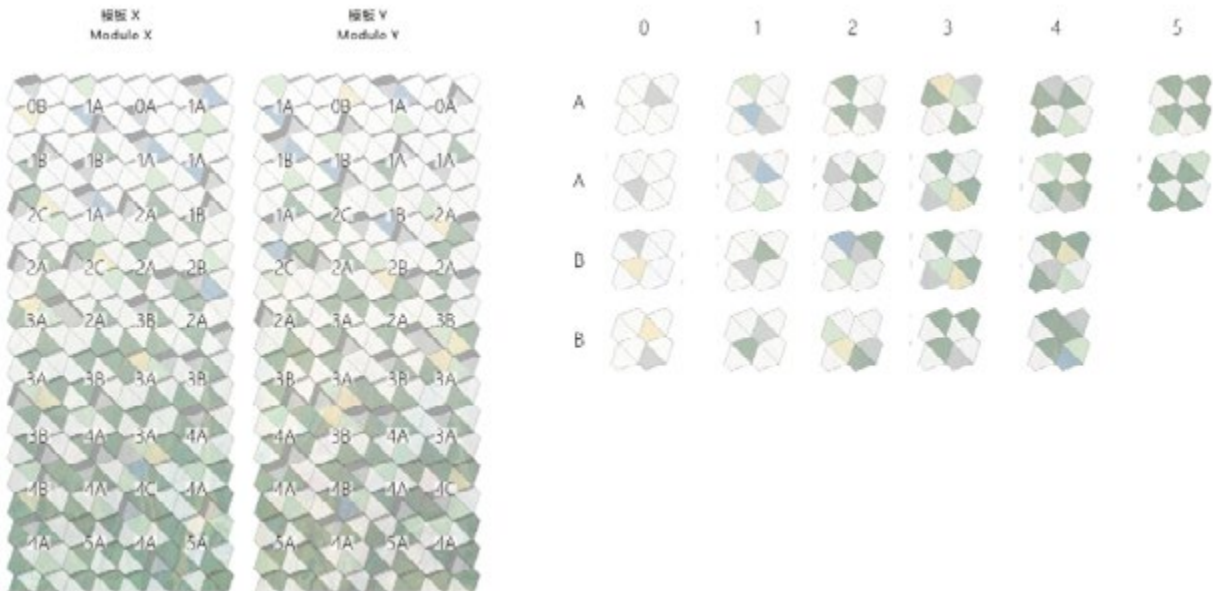 模板 X
Module X
模板 Y
Module Y
0 1 2 3 4 5
A
A
B
B
0B 1A 0A 1A
1B 1B 1A 1A
2C 1A 2A 1B
2A 2C 2A 2B
3A 2A 3B 2A
3A 3B 3A 3B
3B 4A 3A 4A
4B 4A 4C 4A
4A 5A 4A 5A
1A 0B 1A 0A
1B 1B 1A 1A
1A 2C 1B 2A
2C 2A 2B 2A
2A 3A 2A 3B
3B 3A 3A 3A
4A 3B 4A 3A
4A 4B 4A 4C
5A 4A 5A 4A